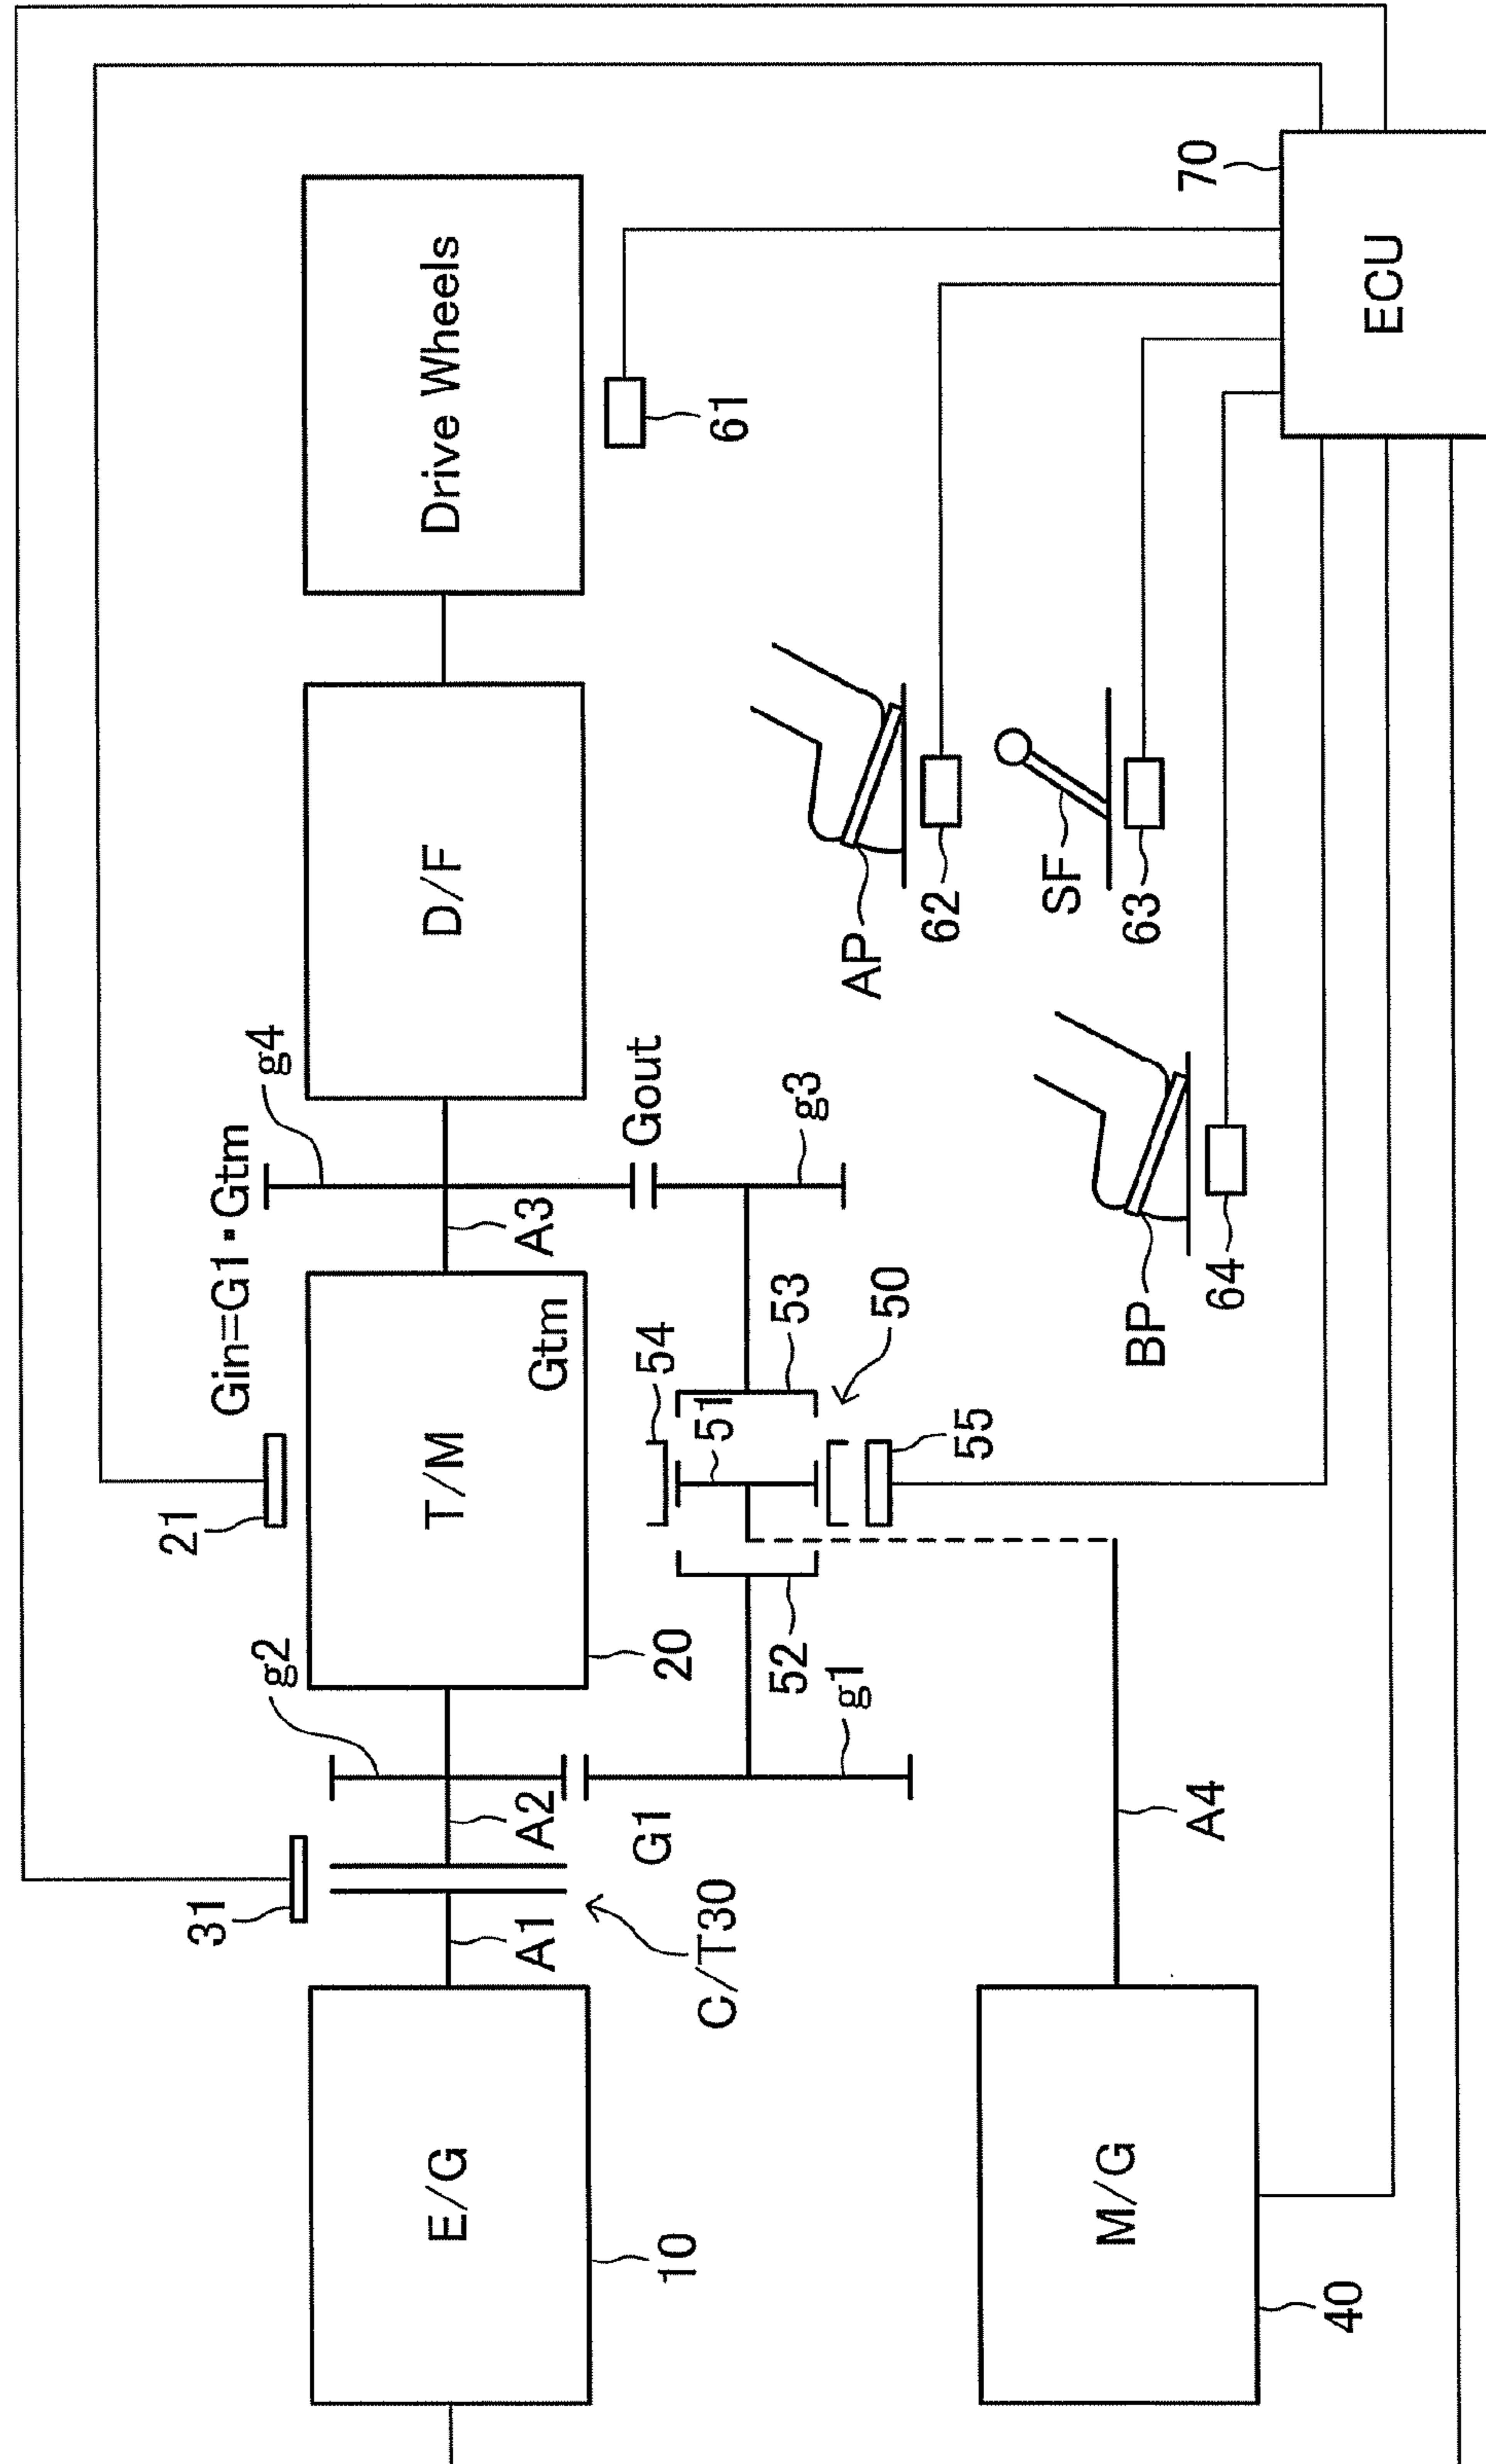 31
21
Gin=G1・Gtm
g4
g2
E/G
A1
A2
T/M
Gtm
A3
D/F
Drive Wheels
10
C/T30
G1
20
54
51
Gout
61
52
53
g1
g3
50
55
AP
62
SF
63
BP
64
M/G
40
A4
70
ECU